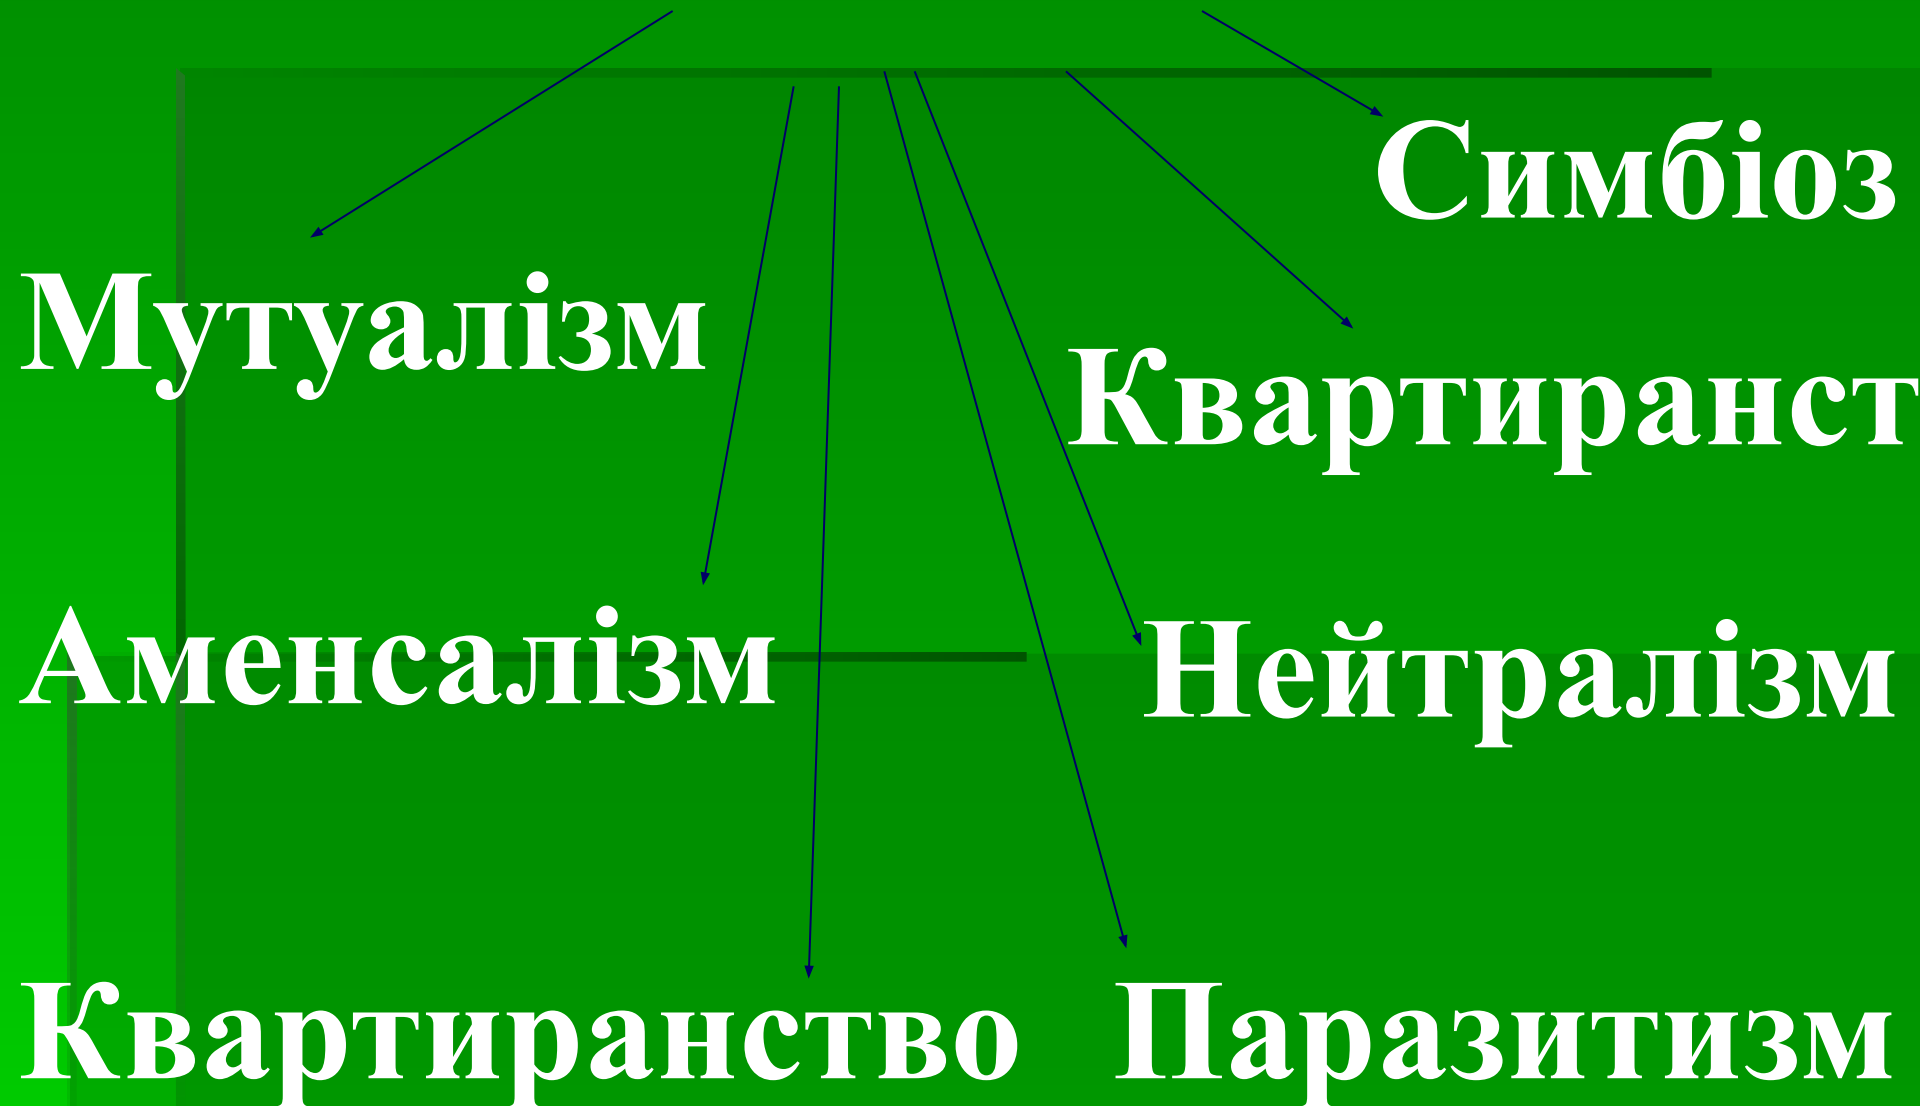 Симбіоз
Мутуалізм
Квартиранст
Аменсалізм
Нейтралізм
Квартиранство
Паразитизм